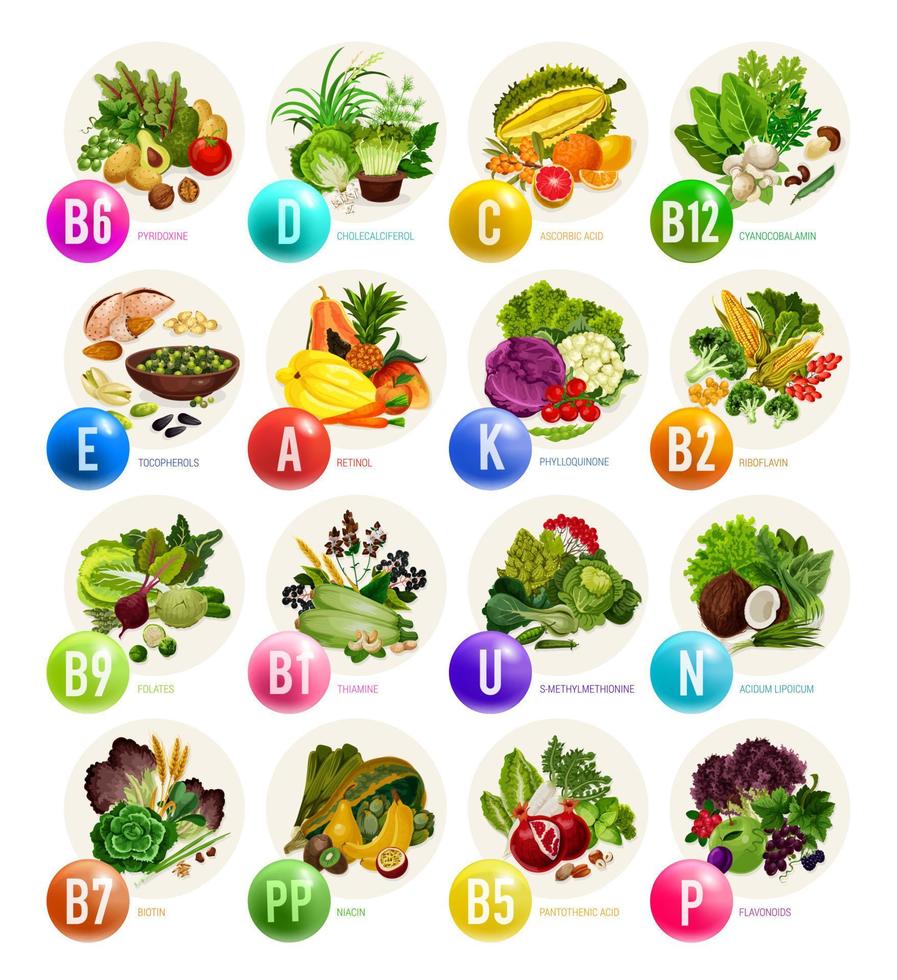 B6
PYRIDOXINE
D
CHOLECALCIFEROL
C
ASCORBIC ACID
B12
CYANOCOBALAMIN
E
TOCOPHEROLS
A
RETINOL
K
PHYLLOQUINONE
B2
RIBOFLAVIN
B9
FOLATES
B1
THIAMINE
U
S-METHYLMETHIONINE
N
ACIDUM LIPOICUM
B7
BIOTIN
PP
NIACIN
B5
PANTOTHENIC ACID
P
FLAVONOIDS